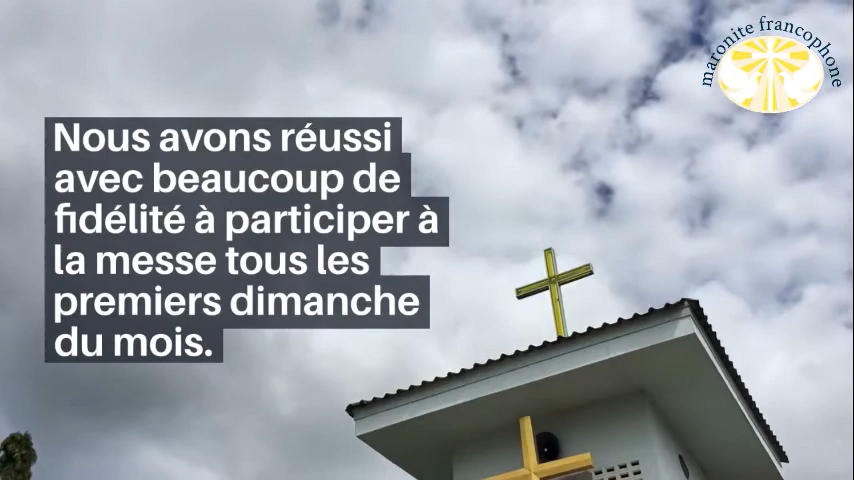 maronite francophone
Nous avons réussi
avec beaucoup de
fidélité à participer à
la messe tous les
premiers dimanche
du mois.